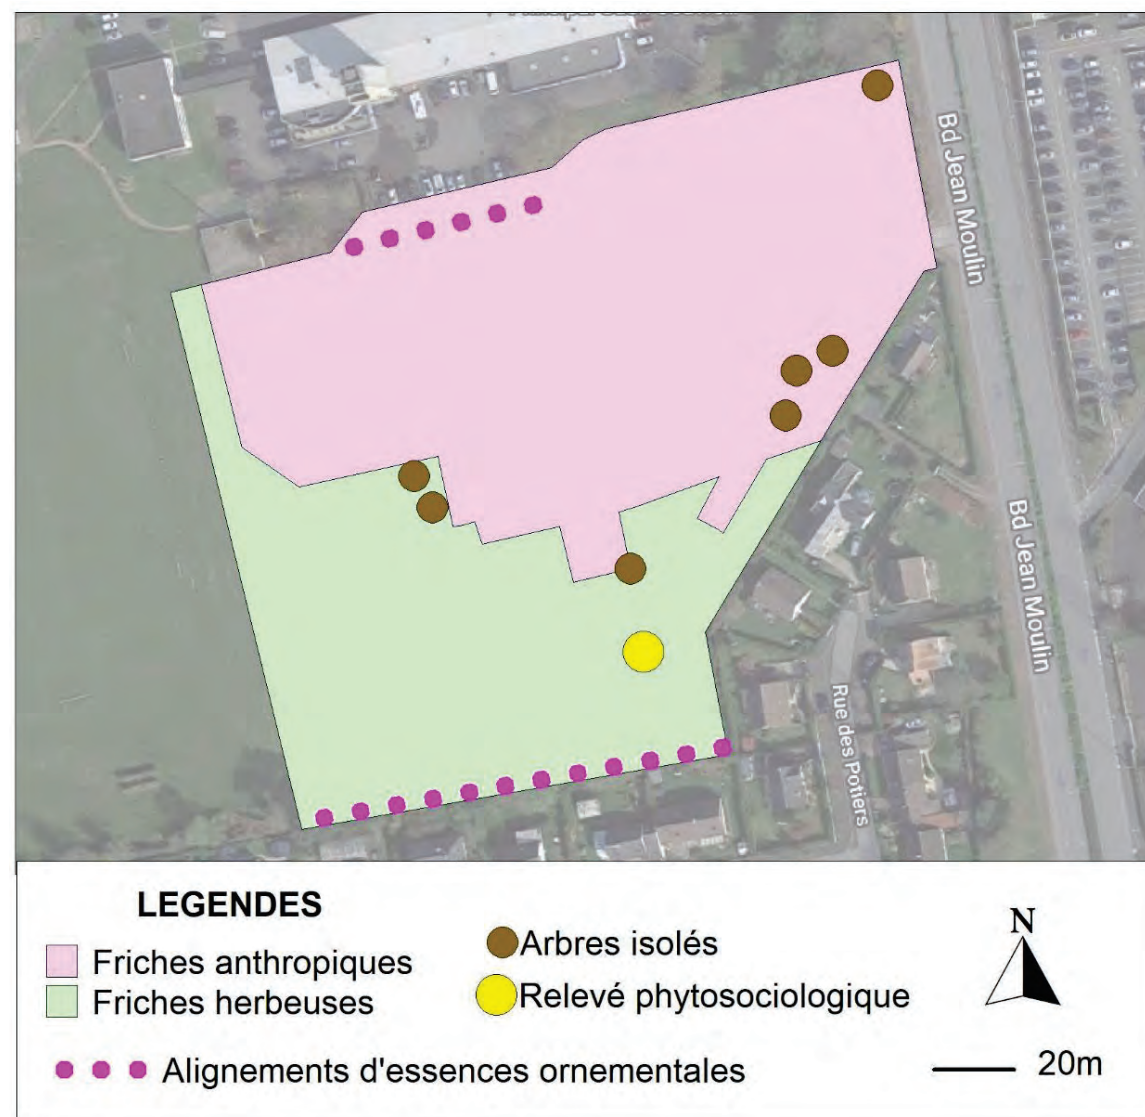 Bd Jean Moulin
Bd Jean Moulin
Rue des Potiers
LEGENDES
Friches anthropiques
Friches herbeuses
Arbres isolés
Relevé phytosociologique
Alignements d'essences ornementales
N
20m